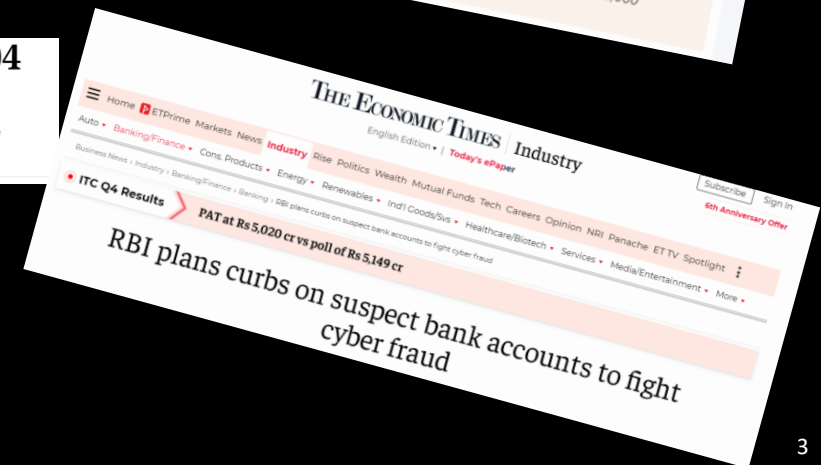 04
THE ECONOMIC TIMES | Industry
English Edition | Today's ePaper
Subscribe Sign In
6th Anniversary Offer
Home ETPrime Markets News Industry Rise Politics Wealth Mutual Funds Tech Careers Opinion NRI Panache ET TV Spotlight
Auto Banking/Finance Cons. Products Energy Renewables Ind'l Goods/Svs Healthcare/Biotech Services Media/Entertainment More
Business News › Industry › Banking/Finance › Banking › RBI plans curbs on suspect bank accounts to fight cyber fraud
ITC Q4 Results PAT at Rs 5,020 cr vs poll of Rs 5,149 cr
RBI plans curbs on suspect bank accounts to fight
cyber fraud
3